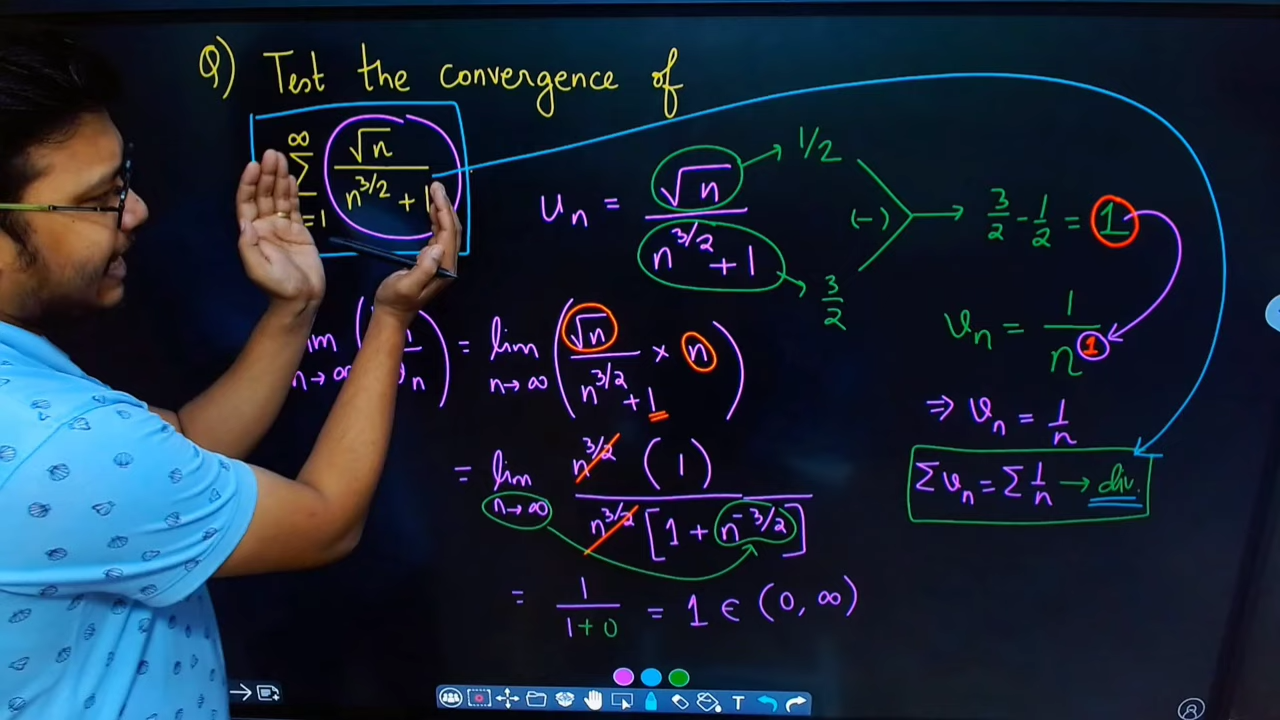 Q) Test the convergence of
∞
Σ √n / (n^3/2 + 1)
=1
u_n = √n / (n^3/2 + 1)
1/2
3/2
(-)
3/2 - 1/2 = 1
v_n = 1 / n^1
⇒ v_n = 1/n
Σv_n = Σ 1/n → div.
lim n→∞ ( n ) = lim n→∞ ( √n / (n^3/2 + 1) × n )
= lim n→∞ n^3/2 (1) / n^3/2 [1 + n^-3/2]
= 1 / (1+0) = 1 ∈ (0, ∞)
T